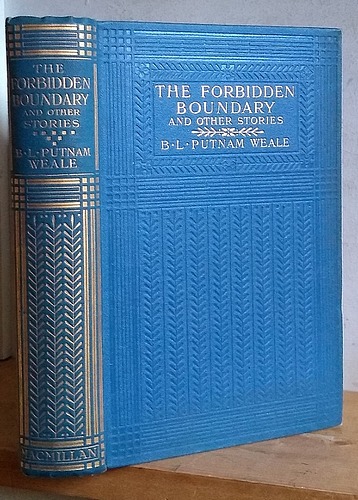 THE
FORBIDDEN
BOUNDARY
AND OTHER
STORIES
B·L·PUTNAM
WEALE
MACMILLAN
THE FORBIDDEN
BOUNDARY
AND OTHER STORIES
B·L·PUTNAM WEALE